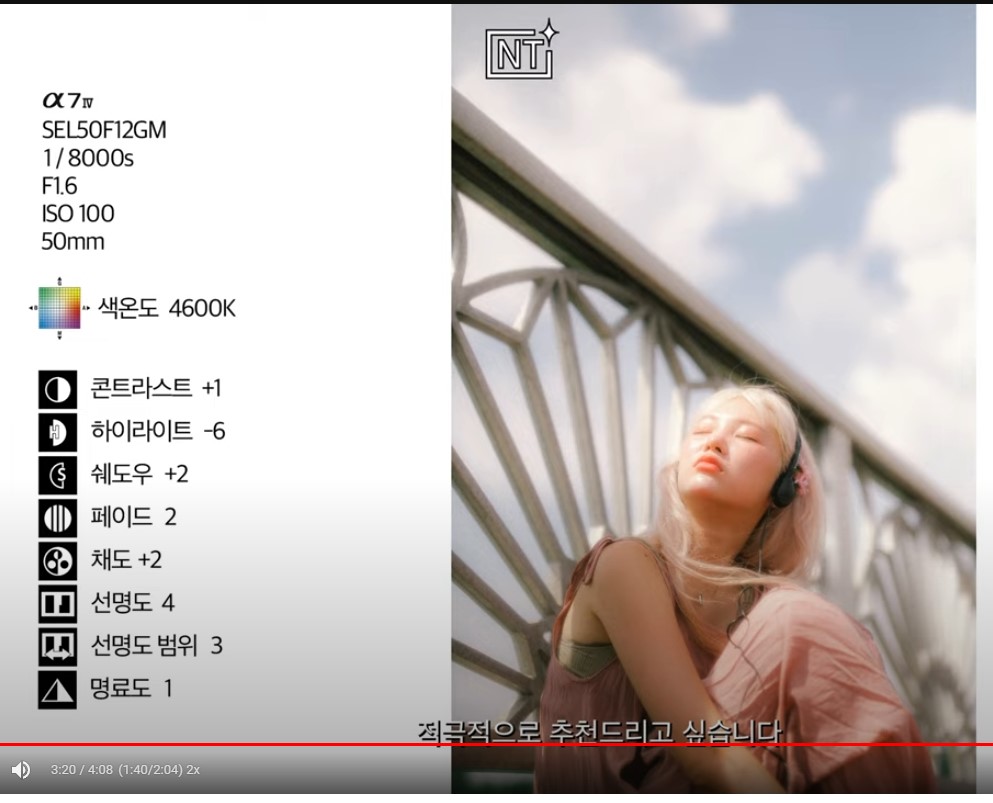 α7IV
SEL50F12GM
1/8000s
F1.6
ISO 100
50mm
색온도 4600K
콘트라스트 +1
하이라이트 -6
쉐도우 +2
페이드 2
채도 +2
선명도 4
선명도 범위 3
명료도 1
NT
적극적으로 추천드리고 싶습니다
3:20 / 4:08 (1:40/2:04) 2x